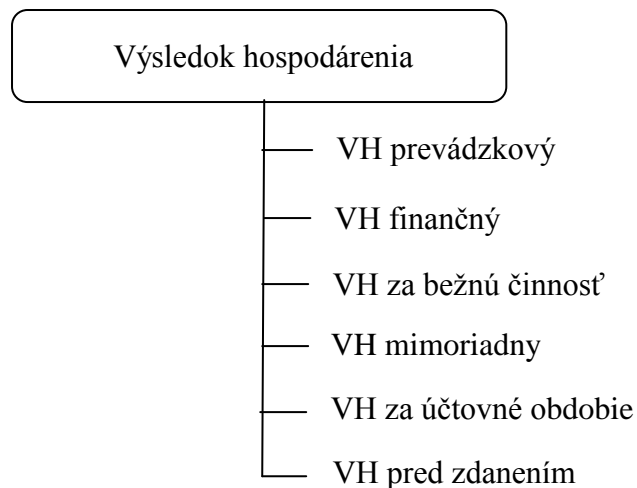 Výsledok hospodárenia
VH prevádzkový
VH finančný
VH za bežnú činnosť
VH mimoriadny
VH za účtovné obdobie
VH pred zdanením